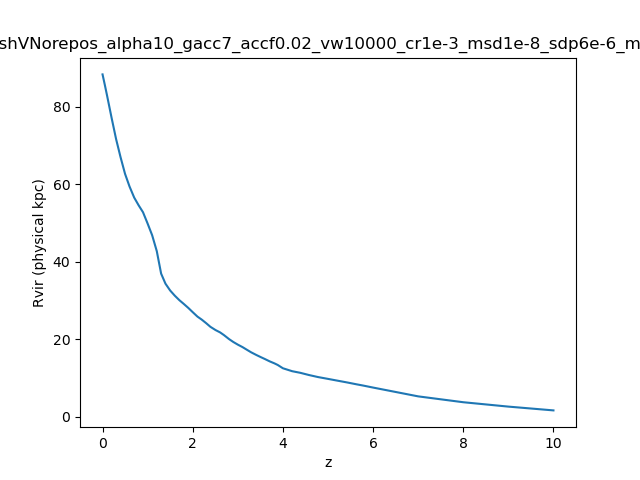 shVNorepos_alpha10_gacc7_accf0.02_vw10000_cr1e-3_msd1e-8_sdp6e-6_m
80
60
40
20
0
Rvir (physical kpc)
0 2 4 6 8 10
z